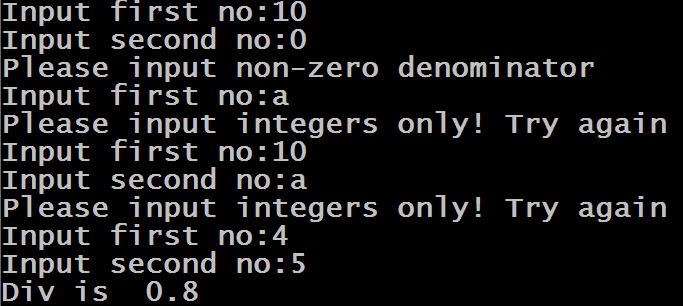 Input first no:10
Input second no:0
Please input non-zero denominator
Input first no:a
Please input integers only! Try again
Input first no:10
Input second no:a
Please input integers only! Try again
Input first no:4
Input second no:5
Div is  0.8